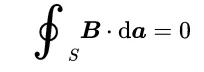 ∮_S 𝑩 · d𝒂 = 0